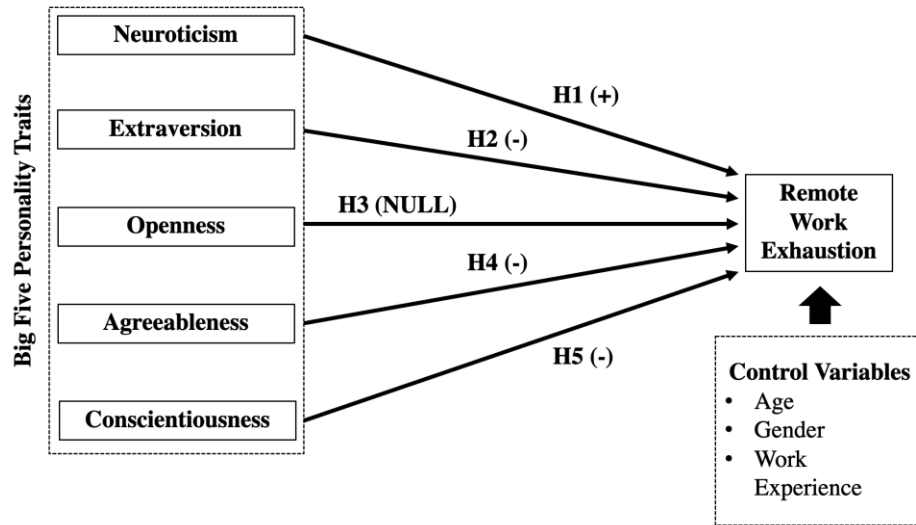 Big Five Personality Traits
Neuroticism
Extraversion
Openness
Agreeableness
Conscientiousness
H1 (+)
H2 (-)
H3 (NULL)
H4 (-)
H5 (-)
Remote
Work
Exhaustion
Control Variables
• Age
• Gender
• Work
Experience